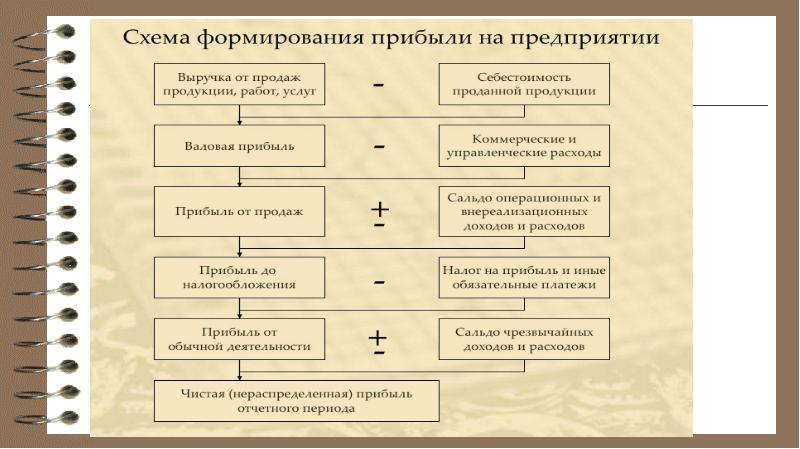 Схема формирования прибыли на предприятии
Выручка от продаж
продукции, работ, услуг
-
Себестоимость
проданной продукции
Валовая прибыль
-
Коммерческие и
управленческие расходы
Прибыль от продаж
+
-
Сальдо операционных и
внереализационных
доходов и расходов
Прибыль до
налогообложения
-
Налог на прибыль и иные
обязательные платежи
Прибыль от
обычной деятельности
+
-
Сальдо чрезвычайных
доходов и расходов
Чистая (нераспределенная) прибыль
отчетного периода